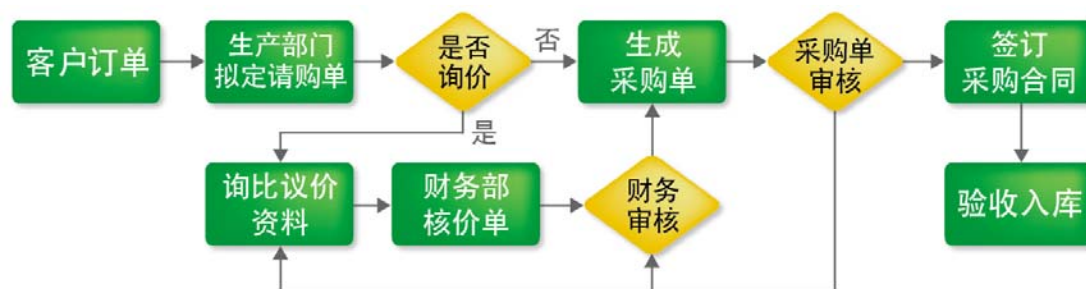 客户订单
生产部门
拟定请购单
是否
询价
否
生成
采购单
采购单
审核
签订
采购合同
是
询比议价
资料
财务部
核价单
财务
审核
验收入库